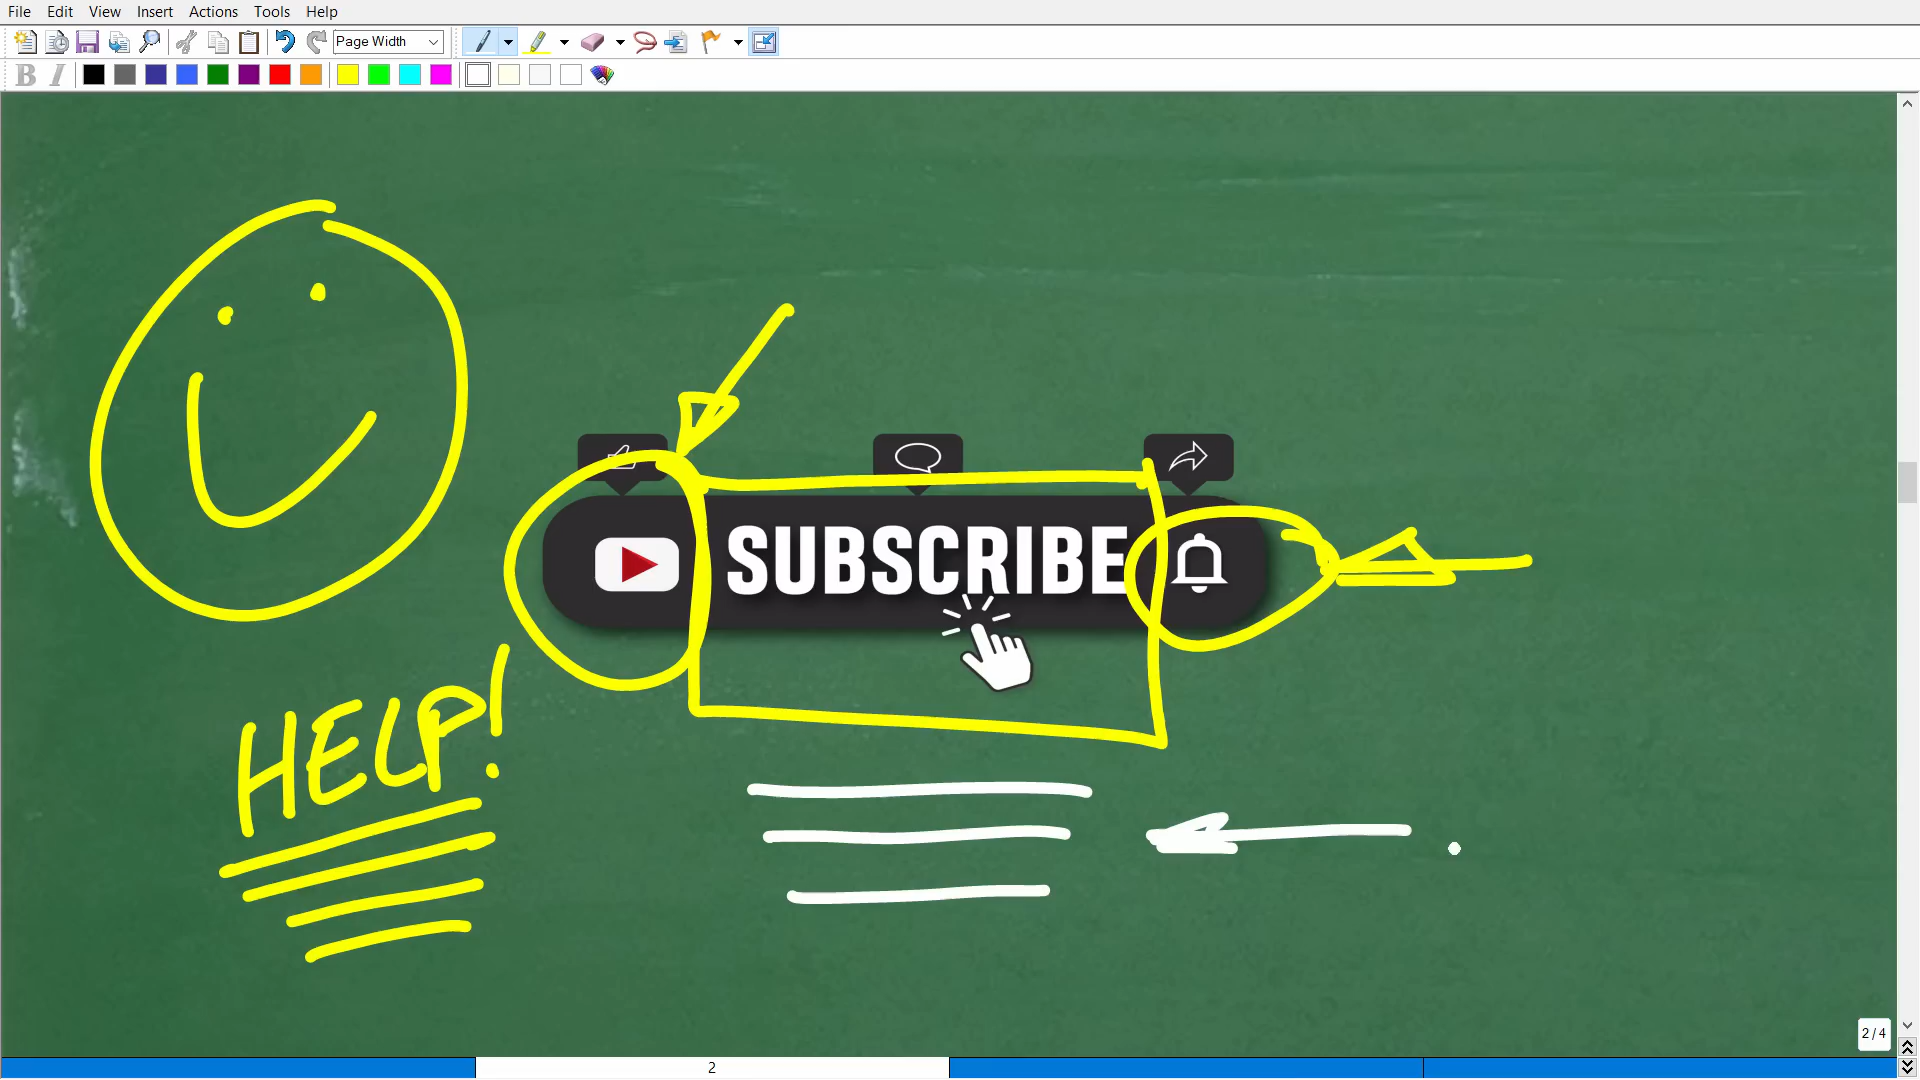 File Edit View Insert Actions Tools Help
Page Width
B I
SUBSCRIBE
HELP!
2/4
2